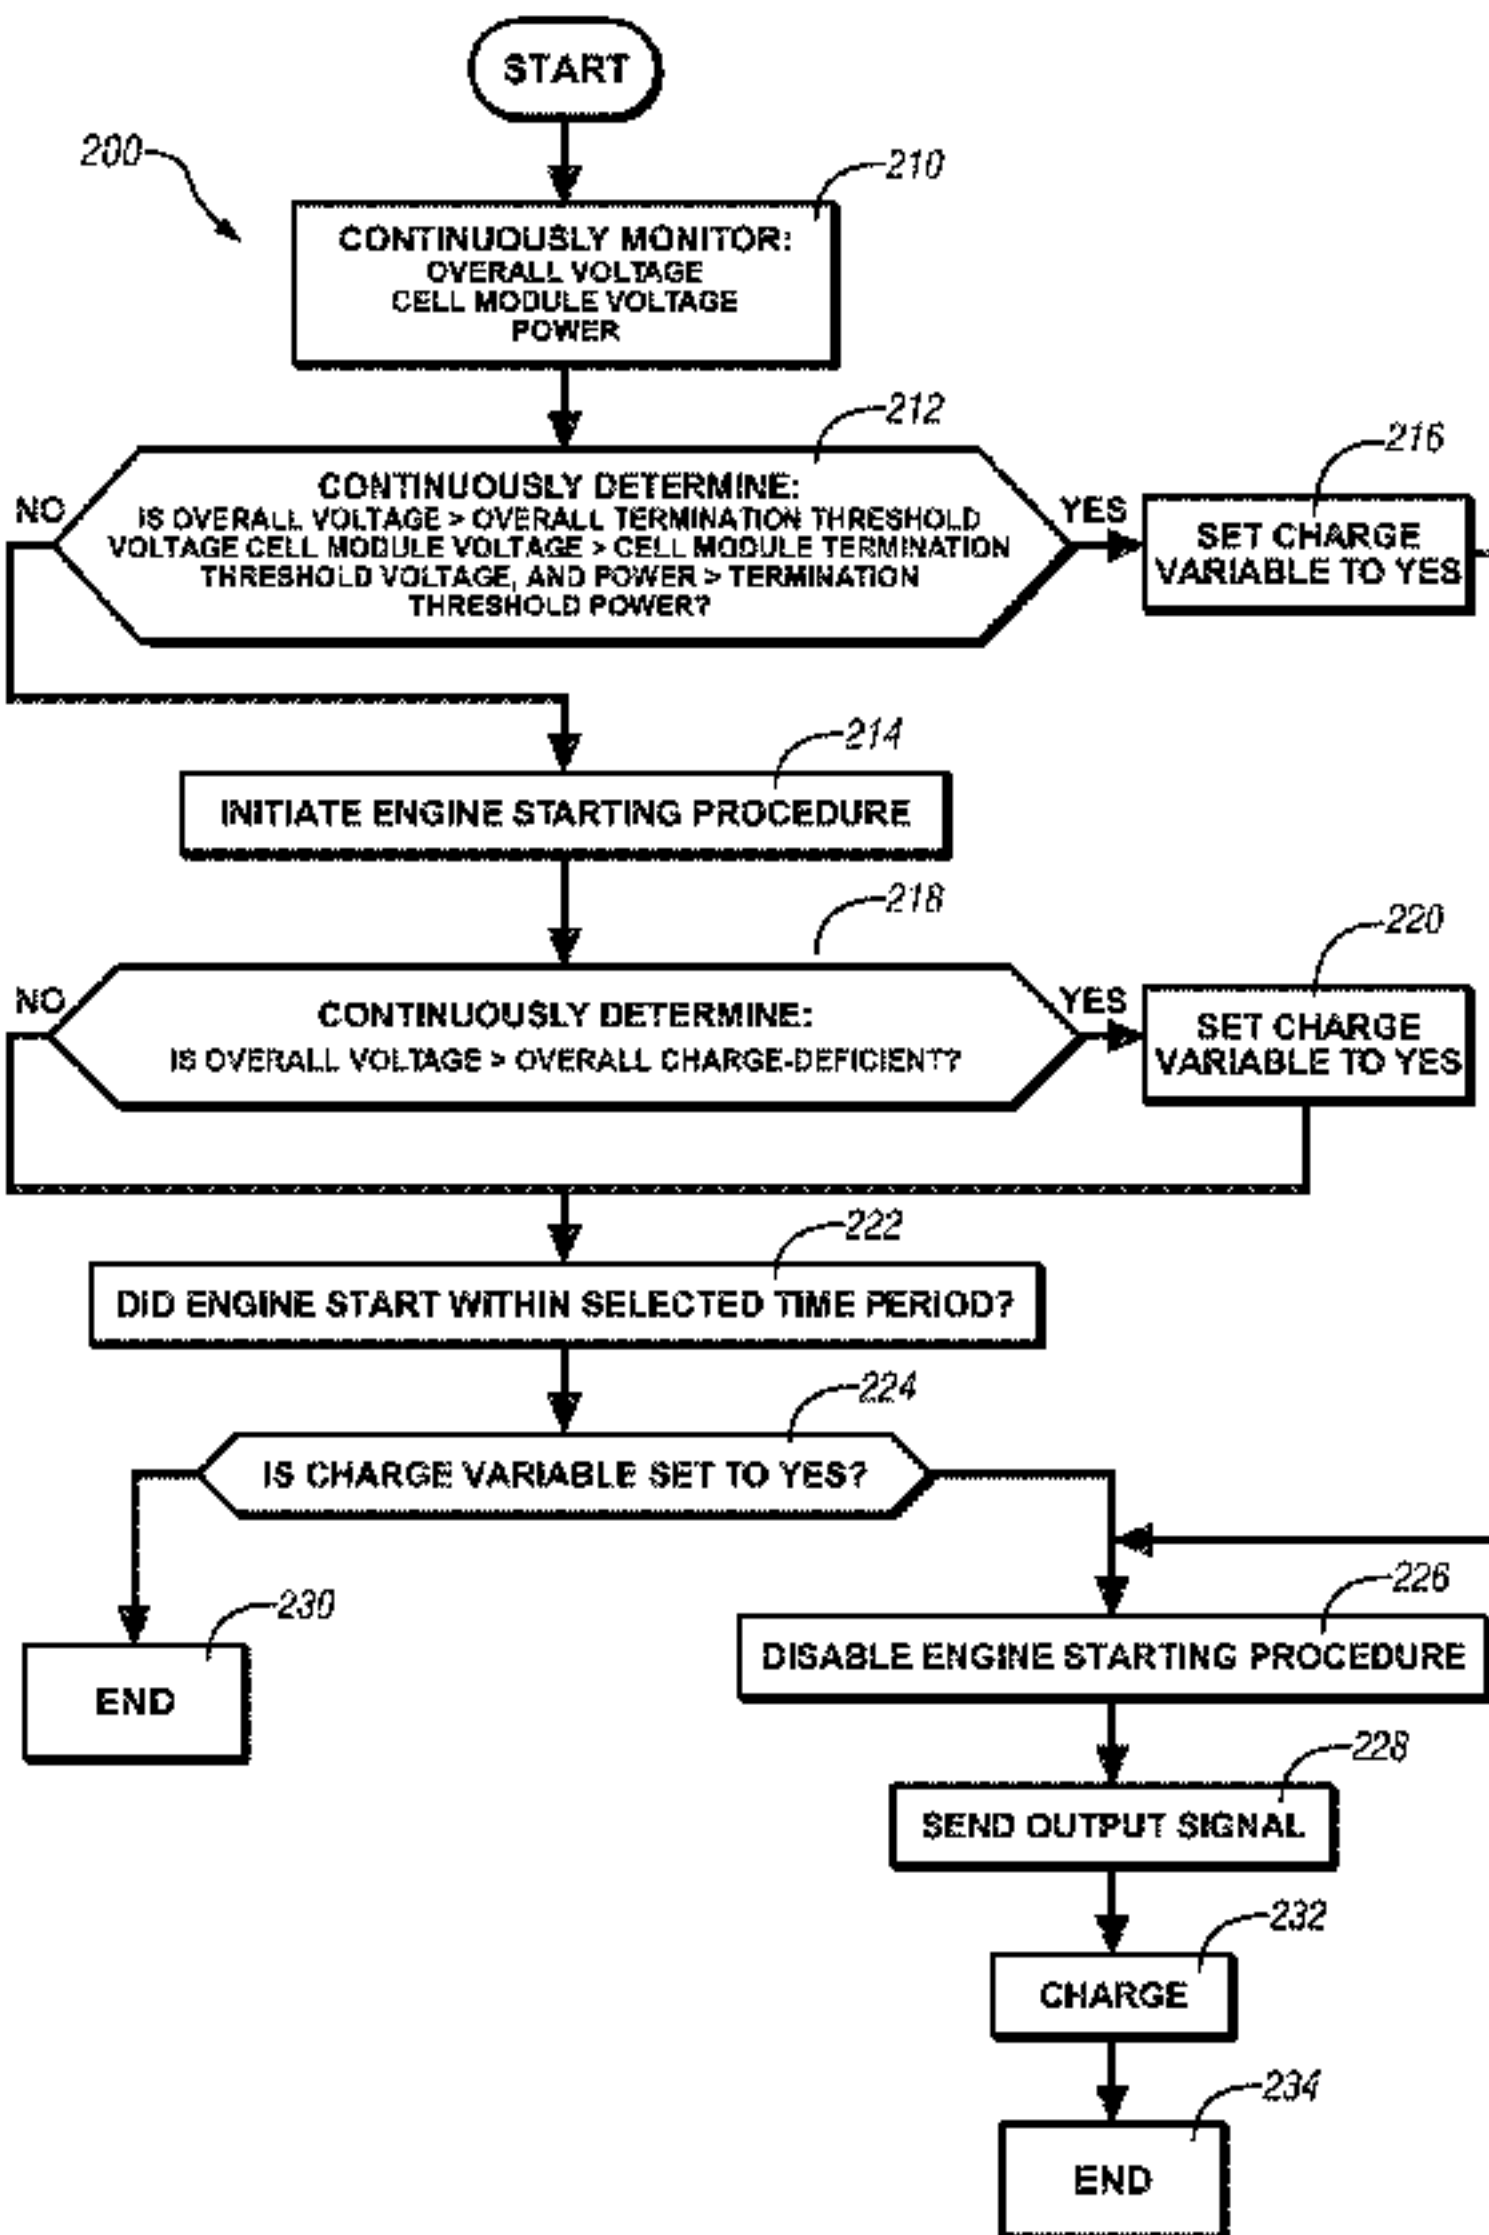 START
200
210
CONTINUOUSLY MONITOR:
OVERALL VOLTAGE
CELL MODULE VOLTAGE
POWER
212
NO
CONTINUOUSLY DETERMINE:
IS OVERALL VOLTAGE > OVERALL TERMINATION THRESHOLD
VOLTAGE CELL MODULE VOLTAGE > CELL MODULE TERMINATION
THRESHOLD VOLTAGE, AND POWER > TERMINATION
THRESHOLD POWER?
YES
216
SET CHARGE
VARIABLE TO YES
214
INITIATE ENGINE STARTING PROCEDURE
218
NO
CONTINUOUSLY DETERMINE:
IS OVERALL VOLTAGE > OVERALL CHARGE-DEFICIENT?
YES
220
SET CHARGE
VARIABLE TO YES
222
DID ENGINE START WITHIN SELECTED TIME PERIOD?
224
IS CHARGE VARIABLE SET TO YES?
230
END
226
DISABLE ENGINE STARTING PROCEDURE
228
SEND OUTPUT SIGNAL
232
CHARGE
234
END